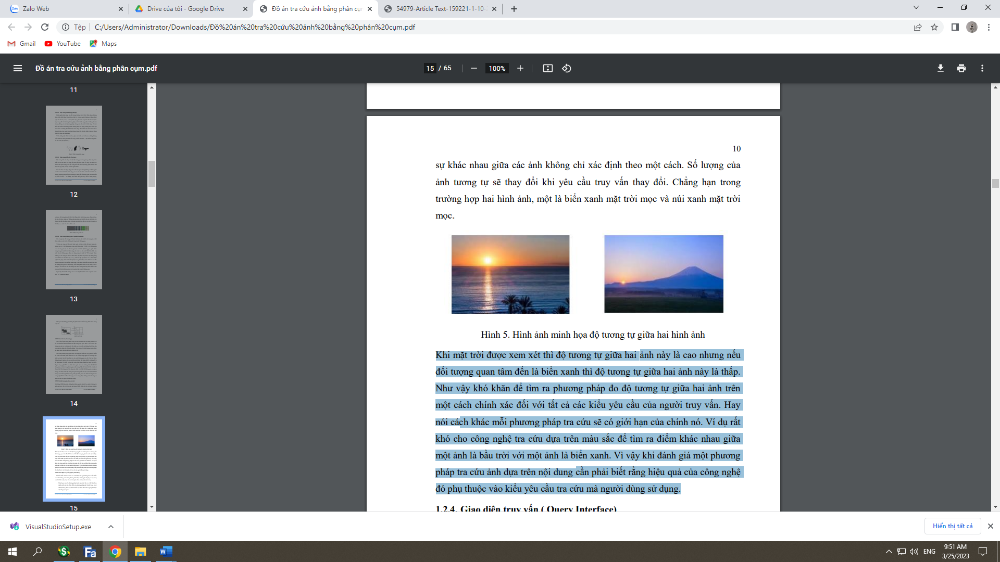 Zalo Web
Drive của tôi - Google Drive
Đồ án tra cứu ảnh bằng phân cụ
54979-Article Text-159221-1-10-
Tệp
C:/Users/Administrator/Downloads/Đồ%20án%20tra%20cứu%20ảnh%20bằng%20phân%20cụm.pdf
Gmail
YouTube
Maps
Đồ án tra cứu ảnh bằng phân cụm.pdf
15 / 65
100%
11
12
13
14
15
10
sự khác nhau giữa các ảnh không chỉ xác định theo một cách. Số lượng của
ảnh tương tự sẽ thay đổi khi yêu cầu truy vấn thay đổi. Chẳng hạn trong
trường hợp hai hình ảnh, một là biển xanh mặt trời mọc và núi xanh mặt trời
mọc.
Hình 5. Hình ảnh minh họa độ tương tự giữa hai hình ảnh
Khi mặt trời được xem xét thì độ tương tự giữa hai ảnh này là cao nhưng nếu
đối tượng quan tâm đến là biển xanh thì độ tương tự giữa hai ảnh này là thấp.
Như vậy khó khăn để tìm ra phương pháp đo độ tương tự giữa hai ảnh trên
một cách chính xác đối với tất cả các kiểu yêu cầu của người truy vấn. Hay
nói cách khác mỗi phương pháp tra cứu sẽ có giới hạn của chính nó. Ví dụ rất
khó cho công nghệ tra cứu dựa trên màu sắc để tìm ra điểm khác nhau giữa
một ảnh là bầu trời với một ảnh là biển xanh. Vì vậy khi đánh giá một phương
pháp tra cứu ảnh dựa trên nội dung cần phải biết rằng hiệu quả của công nghệ
đó phụ thuộc vào kiểu yêu cầu tra cứu mà người dùng sử dụng.
1.2.4. Giao diện truy vấn ( Query Interface)
VisualStudioSetup.exe
Hiển thị tất cả
ENG
9:51 AM
3/25/2023